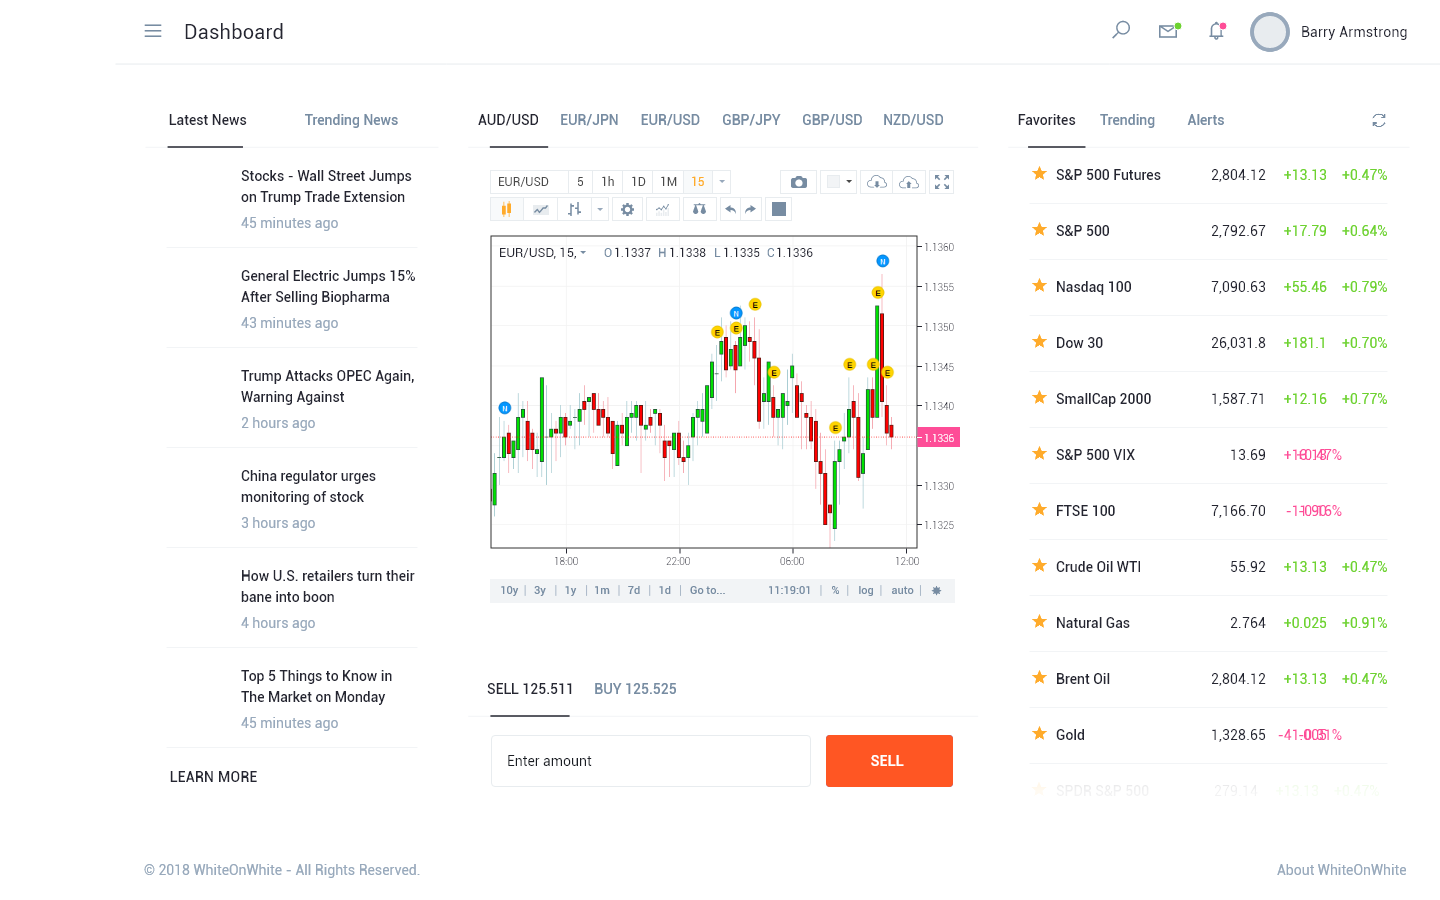 Dashboard
Barry Armstrong
Latest News
Trending News
Stocks - Wall Street Jumps
on Trump Trade Extension
45 minutes ago
General Electric Jumps 15%
After Selling Biopharma
43 minutes ago
Trump Attacks OPEC Again,
Warning Against
2 hours ago
China regulator urges
monitoring of stock
3 hours ago
How U.S. retailers turn their
bane into boon
4 hours ago
Top 5 Things to Know in
The Market on Monday
45 minutes ago
LEARN MORE
AUD/USD EUR/JPN EUR/USD GBP/JPY GBP/USD NZD/USD
EUR/USD 5 1h 1D 1M 15
EUR/USD, 15, O 1.1337 H 1.1338 L 1.1335 C 1.1336
1.1360
1.1355
1.1350
1.1345
1.1340
1.1336
1.1330
1.1325
N
E
N
E
E
E
E
E
E
E
E
N
18:00 22:00 06:00 12:00
10y | 3y | 1y | 1m | 7d | 1d | Go to... 11:19:01 | % | log | auto |
SELL 125.511 BUY 125.525
Enter amount
SELL
Favorites Trending Alerts
S&P 500 Futures 2,804.12 +13.13 +0.47%
S&P 500 2,792.67 +17.79 +0.64%
Nasdaq 100 7,090.63 +55.46 +0.79%
Dow 30 26,031.8 +181.1 +0.70%
SmallCap 2000 1,587.71 +12.16 +0.77%
S&P 500 VIX 13.69
FTSE 100 7,166.70
Crude Oil WTI 55.92 +13.13 +0.47%
Natural Gas 2.764 +0.025 +0.91%
Brent Oil 2,804.12 +13.13 +0.47%
Gold 1,328.65
SPDR S&P 500 279.14 +13.13 +0.47%
© 2018 WhiteOnWhite - All Rights Reserved.
About WhiteOnWhite